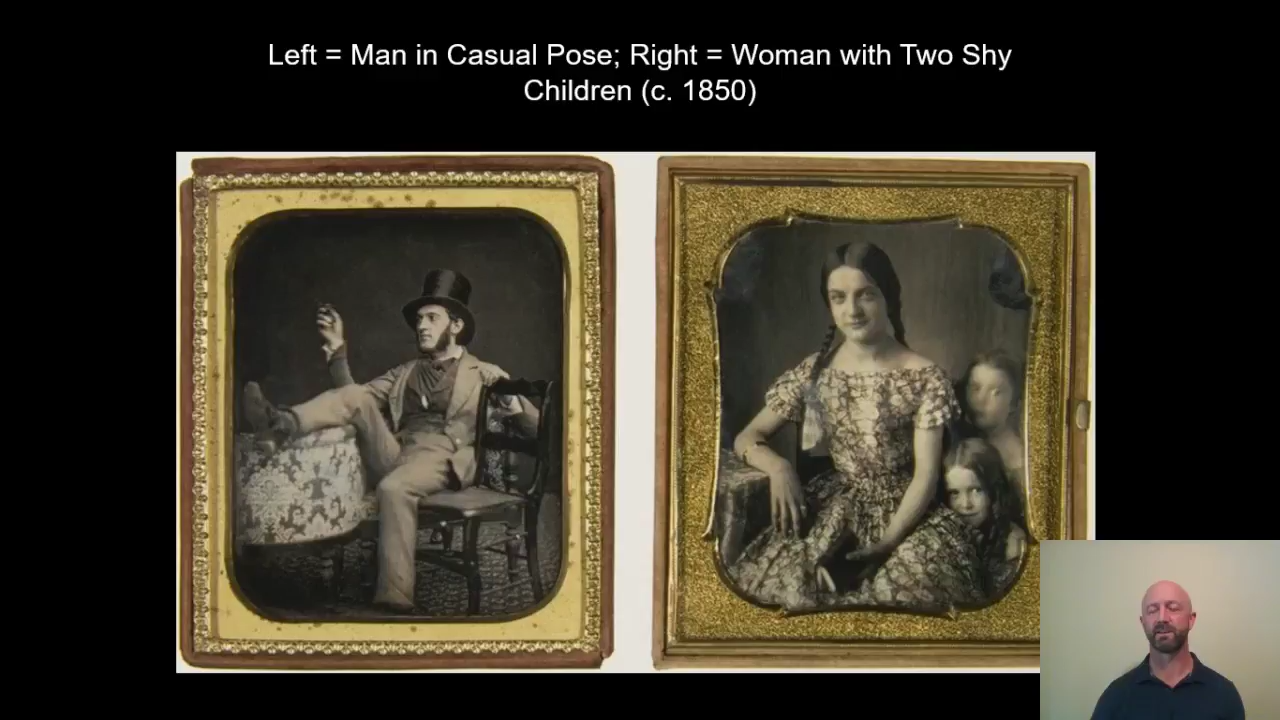 Left = Man in Casual Pose; Right = Woman with Two Shy
Children (c. 1850)